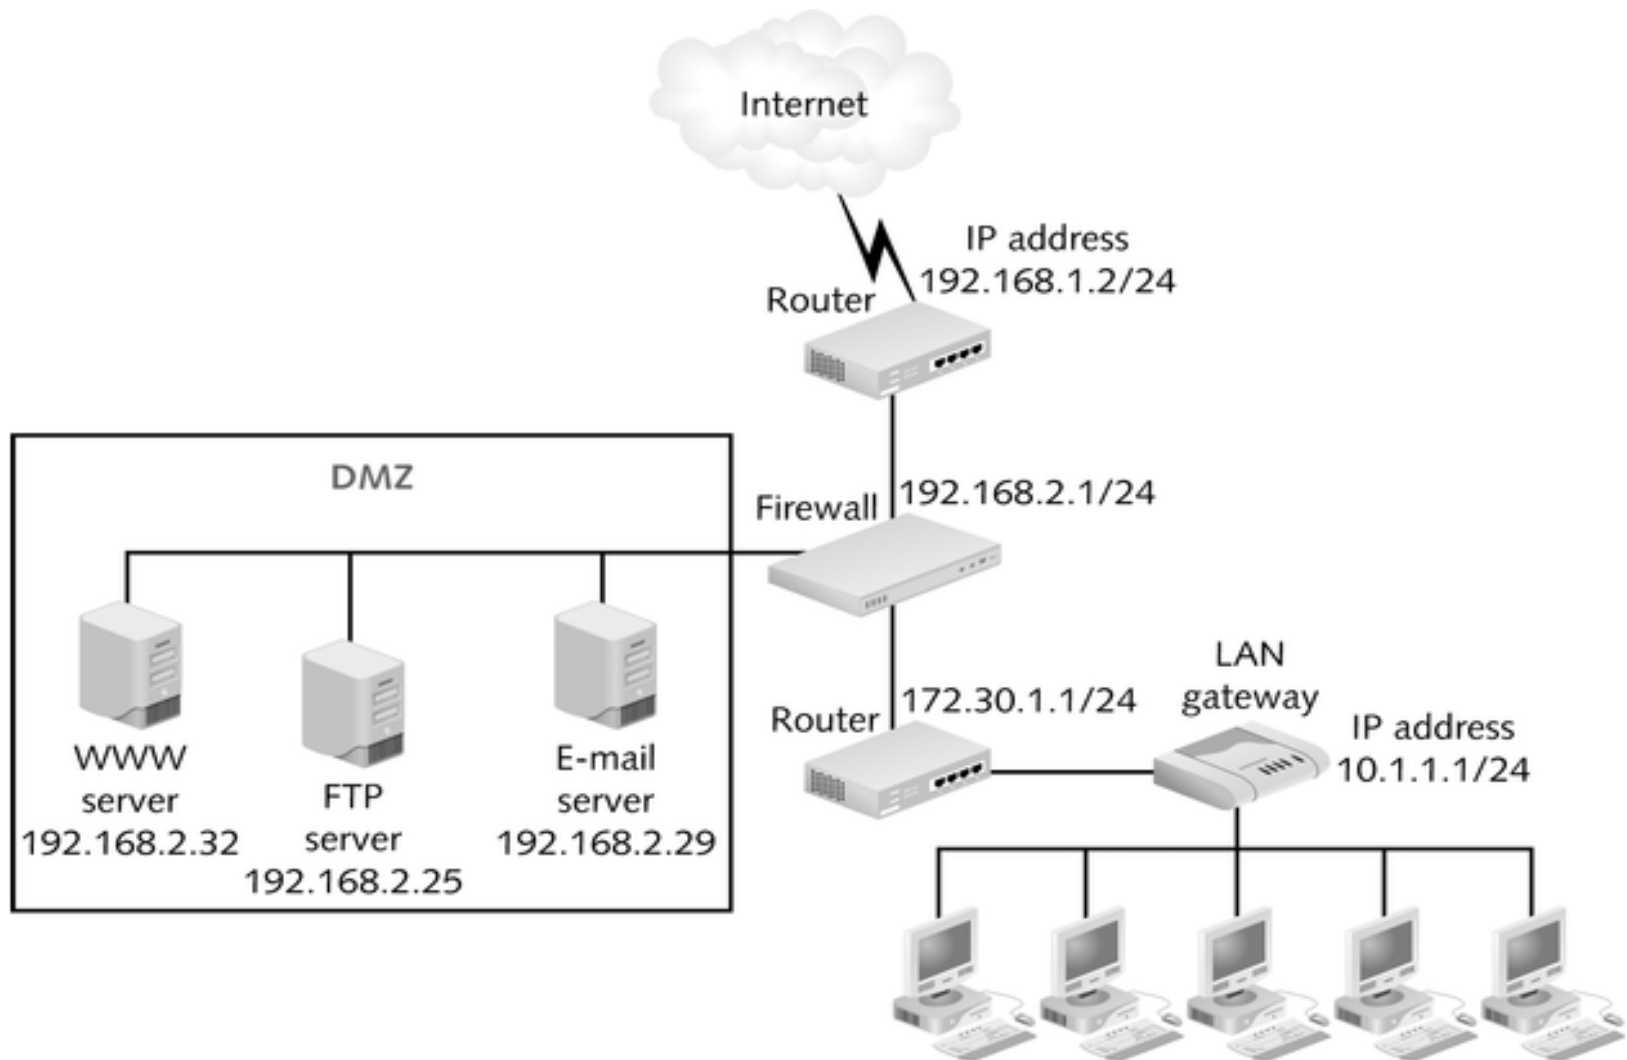 Internet
IP address
192.168.1.2/24
Router
DMZ
192.168.2.1/24
Firewall
WWW
server
192.168.2.32
FTP
server
192.168.2.25
E-mail
server
192.168.2.29
172.30.1.1/24
Router
LAN
gateway
IP address
10.1.1.1/24